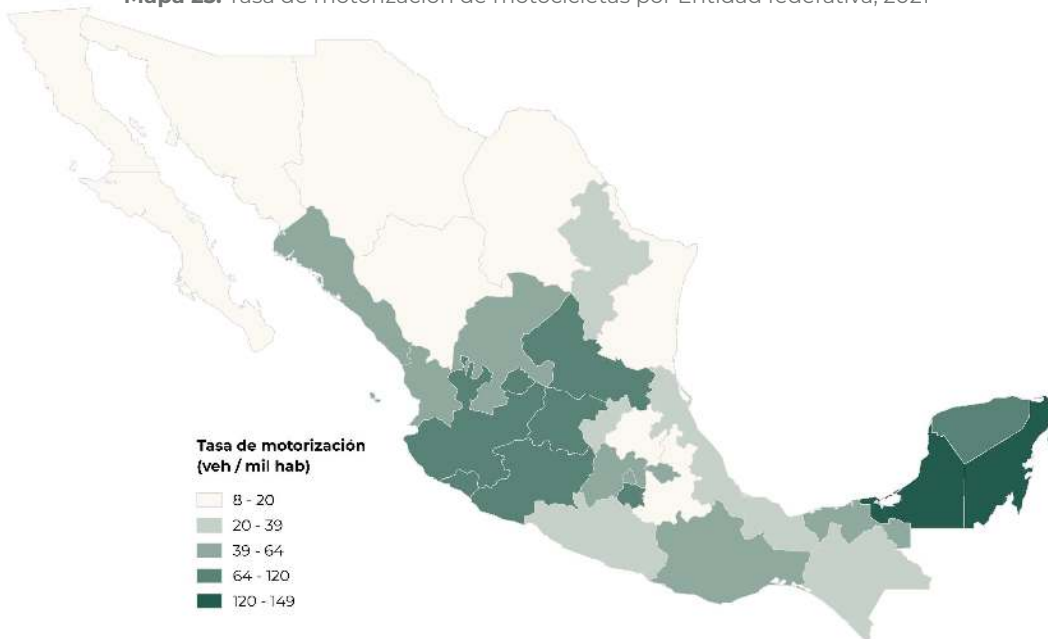 Mapa 25. Tasa de motorización de motocicletas por Entidad federativa, 2021
Tasa de motorización
(veh / mil hab)
8 - 20
20 - 39
39 - 64
64 - 120
120 - 149